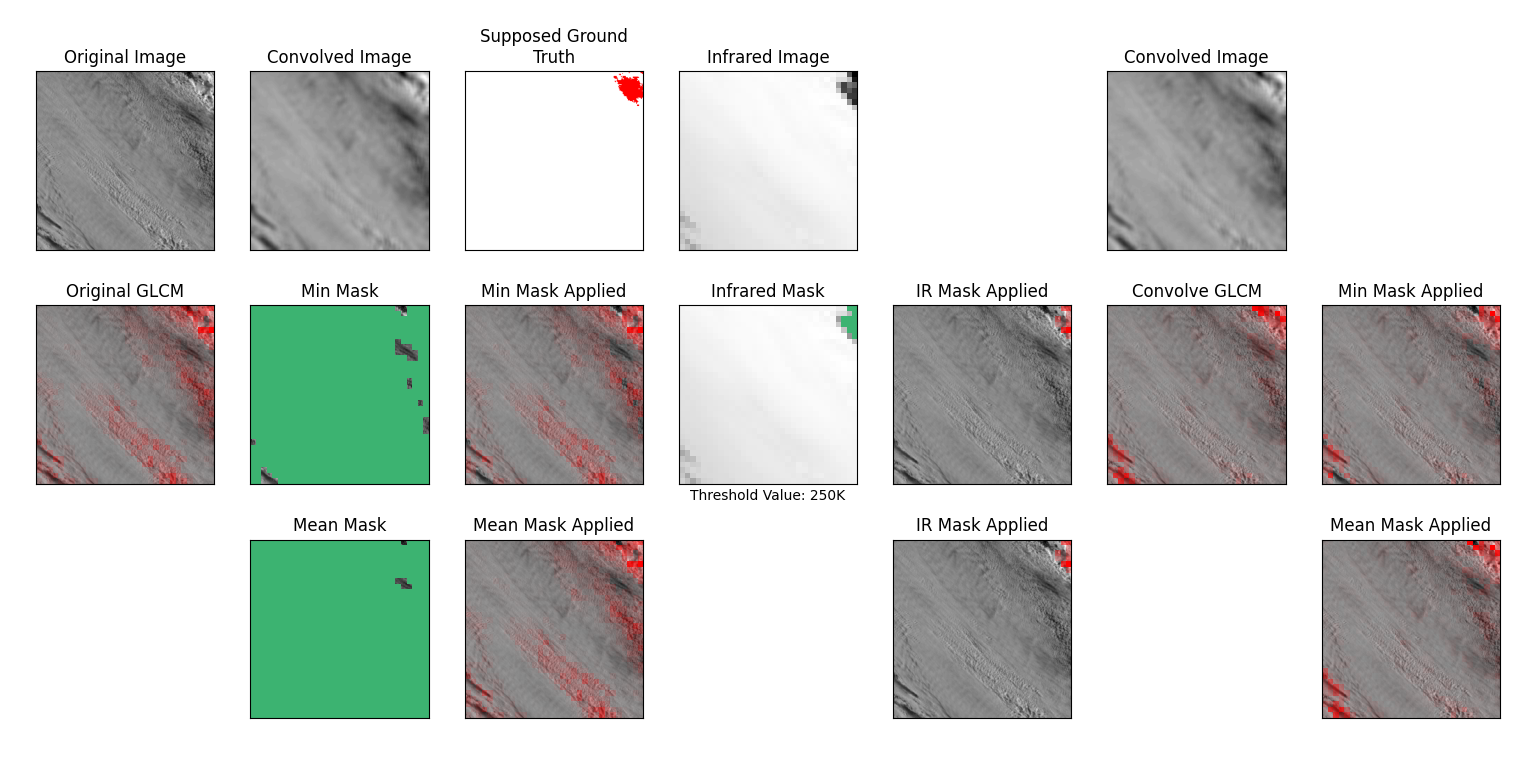 Original Image
Convolved Image
Supposed Ground
Truth
Infrared Image
Convolved Image
Original GLCM
Min Mask
Min Mask Applied
Infrared Mask
IR Mask Applied
Convolve GLCM
Min Mask Applied
Threshold Value: 250K
Mean Mask
Mean Mask Applied
IR Mask Applied
Mean Mask Applied